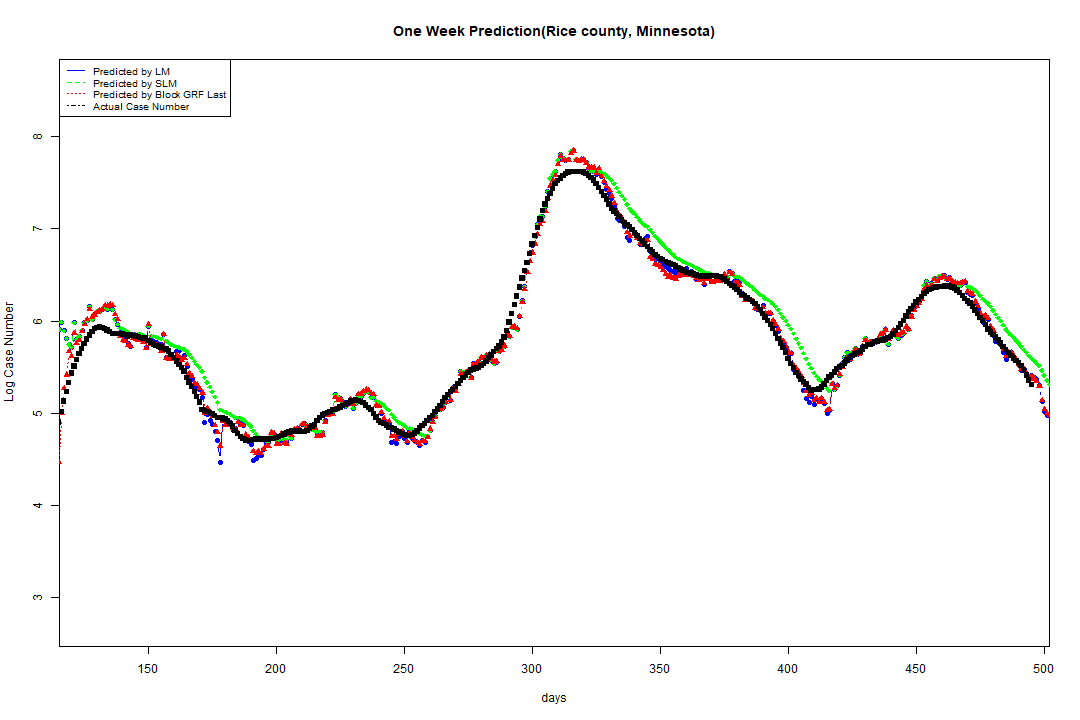 One Week Prediction(Rice county, Minnesota)
Predicted by LM
Predicted by SLM
Predicted by Block GRF Last
Actual Case Number
8
7
6
5
4
3
Log Case Number
150 200 250 300 350 400 450 500
days